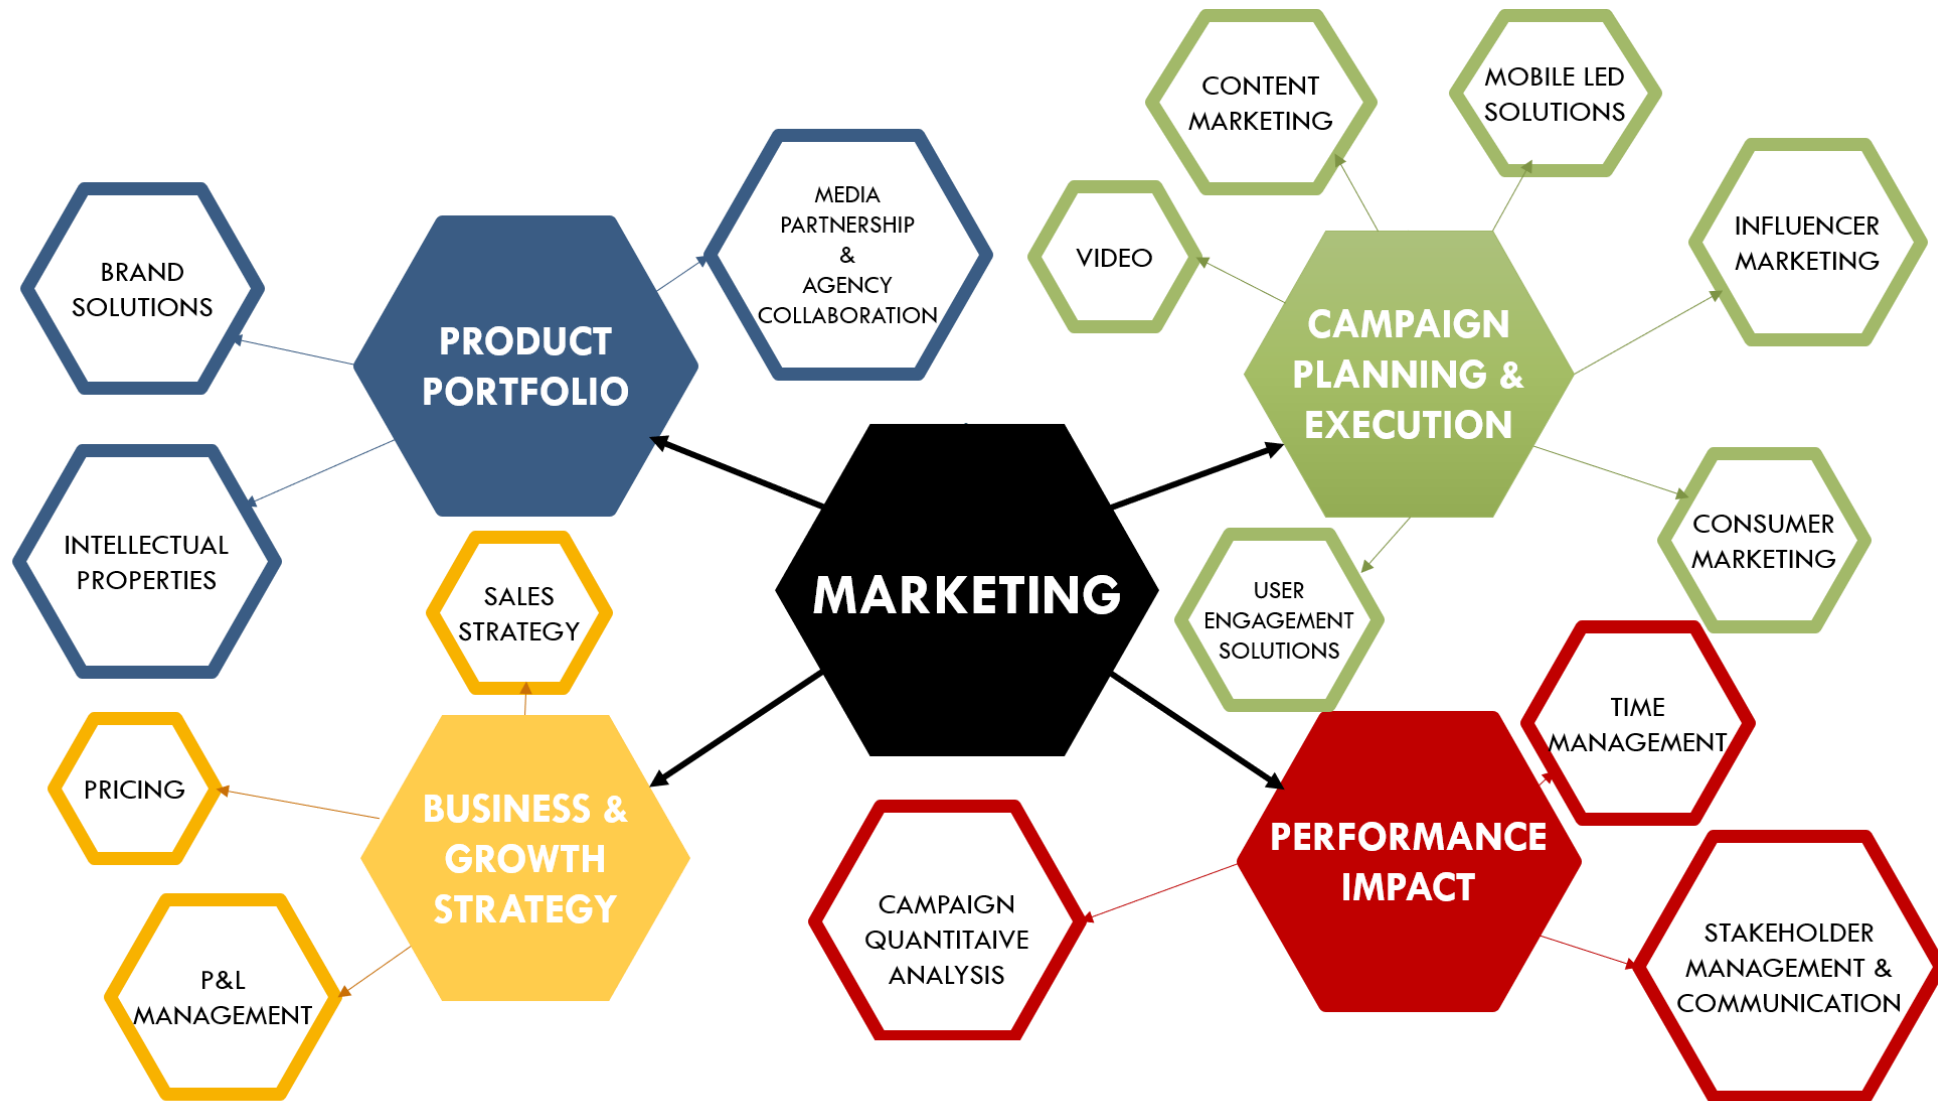 CONTENT
MARKETING
MOBILE LED
SOLUTIONS
MEDIA
PARTNERSHIP
&
AGENCY
COLLABORATION
BRAND
SOLUTIONS
VIDEO
INFLUENCER
MARKETING
PRODUCT
PORTFOLIO
CAMPAIGN
PLANNING &
EXECUTION
INTELLECTUAL
PROPERTIES
SALES
STRATEGY
MARKETING
USER
ENGAGEMENT
SOLUTIONS
CONSUMER
MARKETING
PRICING
BUSINESS &
GROWTH
STRATEGY
PERFORMANCE
IMPACT
TIME
MANAGEMENT
P&L
MANAGEMENT
CAMPAIGN
QUANTITAIVE
ANALYSIS
STAKEHOLDER
MANAGEMENT &
COMMUNICATION